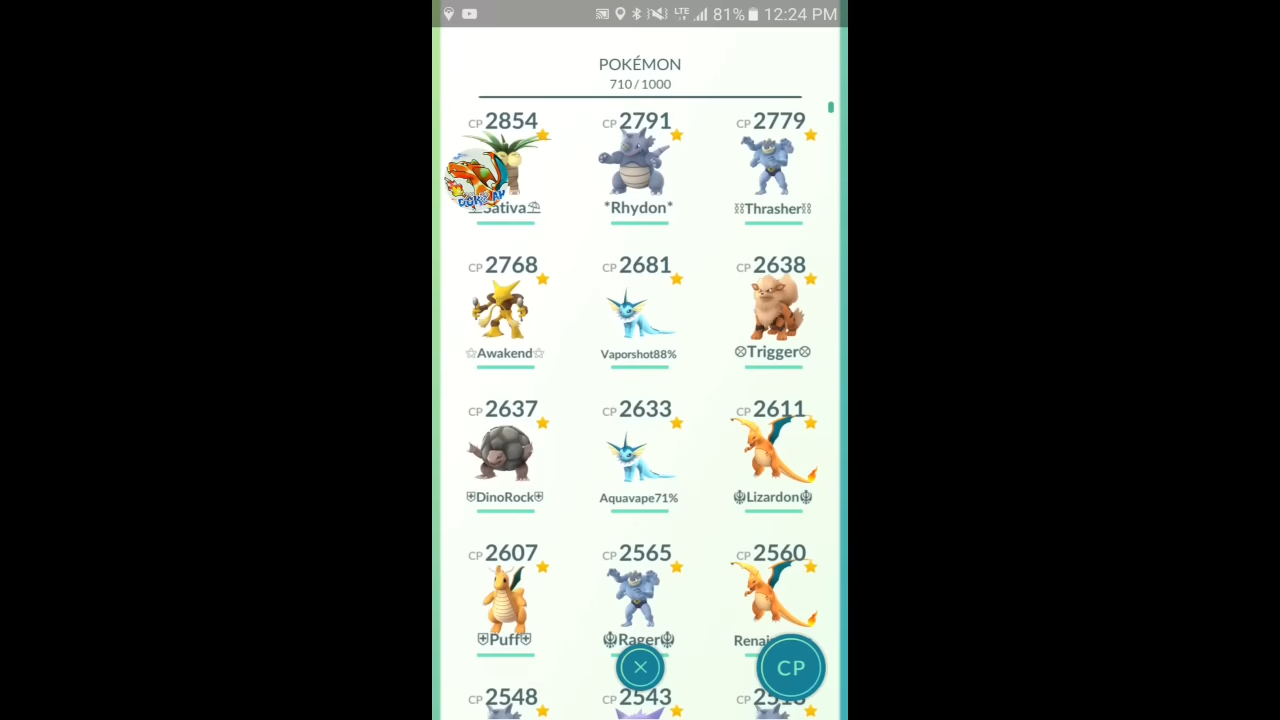 LTE 81% 12:24 PM
POKÉMON
710 / 1000
CP 2854 CP 2791 CP 2779
Sativa *Rhydon* Thrasher
CP 2768 CP 2681 CP 2638
☆Awakend☆ Vaporshot88% ⊗Trigger⊗
CP 2637 CP 2633 CP 2611
⛨DinoRock⛨ Aquavape71% ☬Lizardon☬
CP 2607 CP 2565 CP 2560
⛨Puff⛨ ☬Rager☬
CP
CP 2548 CP 2543 CP